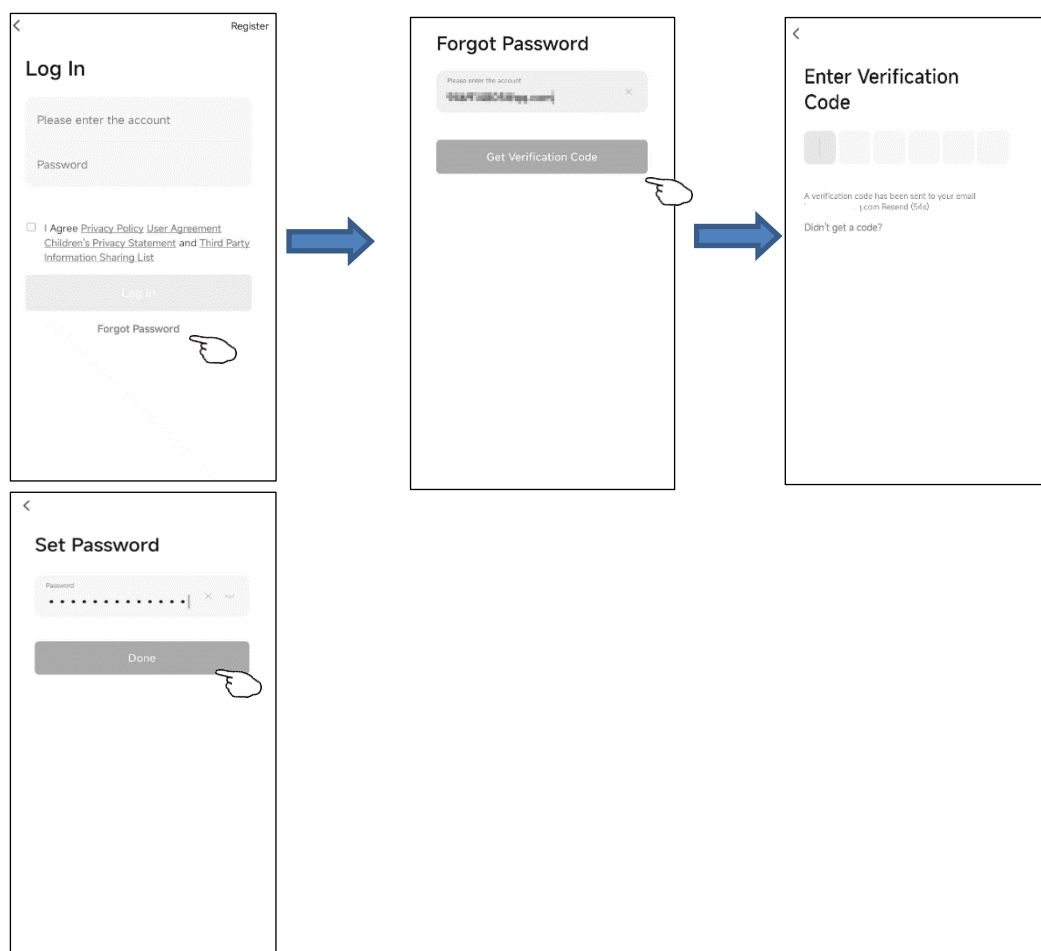 Register
Log In
Please enter the account
Password
I Agree Privacy Policy User Agreement
Children's Privacy Statement and Third Party
Information Sharing List
Log In
Forgot Password
Forgot Password
Please enter the account
Get Verification Code
Enter Verification
Code
A verification code has been sent to your email
.com Resend (54s)
Didn't get a code?
Set Password
Password
Done